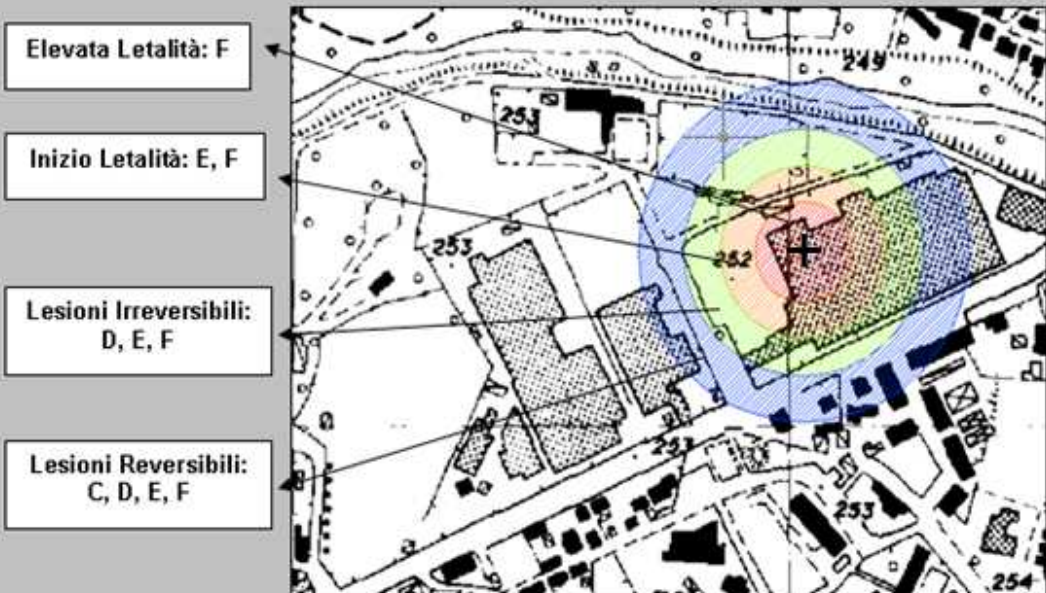 Elevata Letalità: F
Inizio Letalità: E, F
Lesioni Irreversibili:
D, E, F
Lesioni Reversibili:
C, D, E, F
249
253
253
252
253
253
254